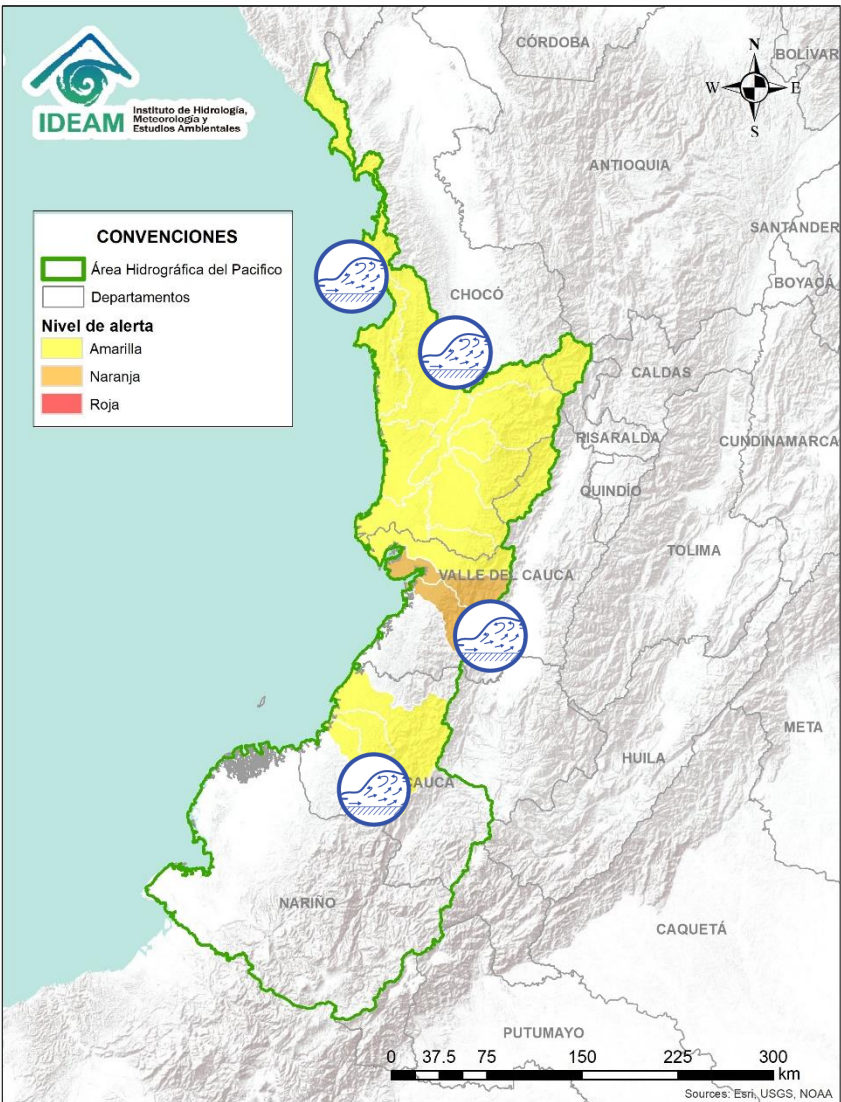 IDEAM
Instituto de Hidrología,
Meteorología y
Estudios Ambientales
CÓRDOBA
BOLÍVAR
N
W
E
S
ANTIOQUIA
SANTANDER
CONVENCIONES
Área Hidrográfica del Pacifico
Departamentos
Nivel de alerta
Amarilla
Naranja
Roja
BOYACÁ
CHOCÓ
CALDAS
RISARALDA
CUNDINAMARCA
QUINDÍO
TOLIMA
VALLE DEL CAUCA
META
HUILA
CAUCA
NARIÑO
CAQUETÁ
PUTUMAYO
0 37.5 75 150 225 300
km
Sources: Esri, USGS, NOAA